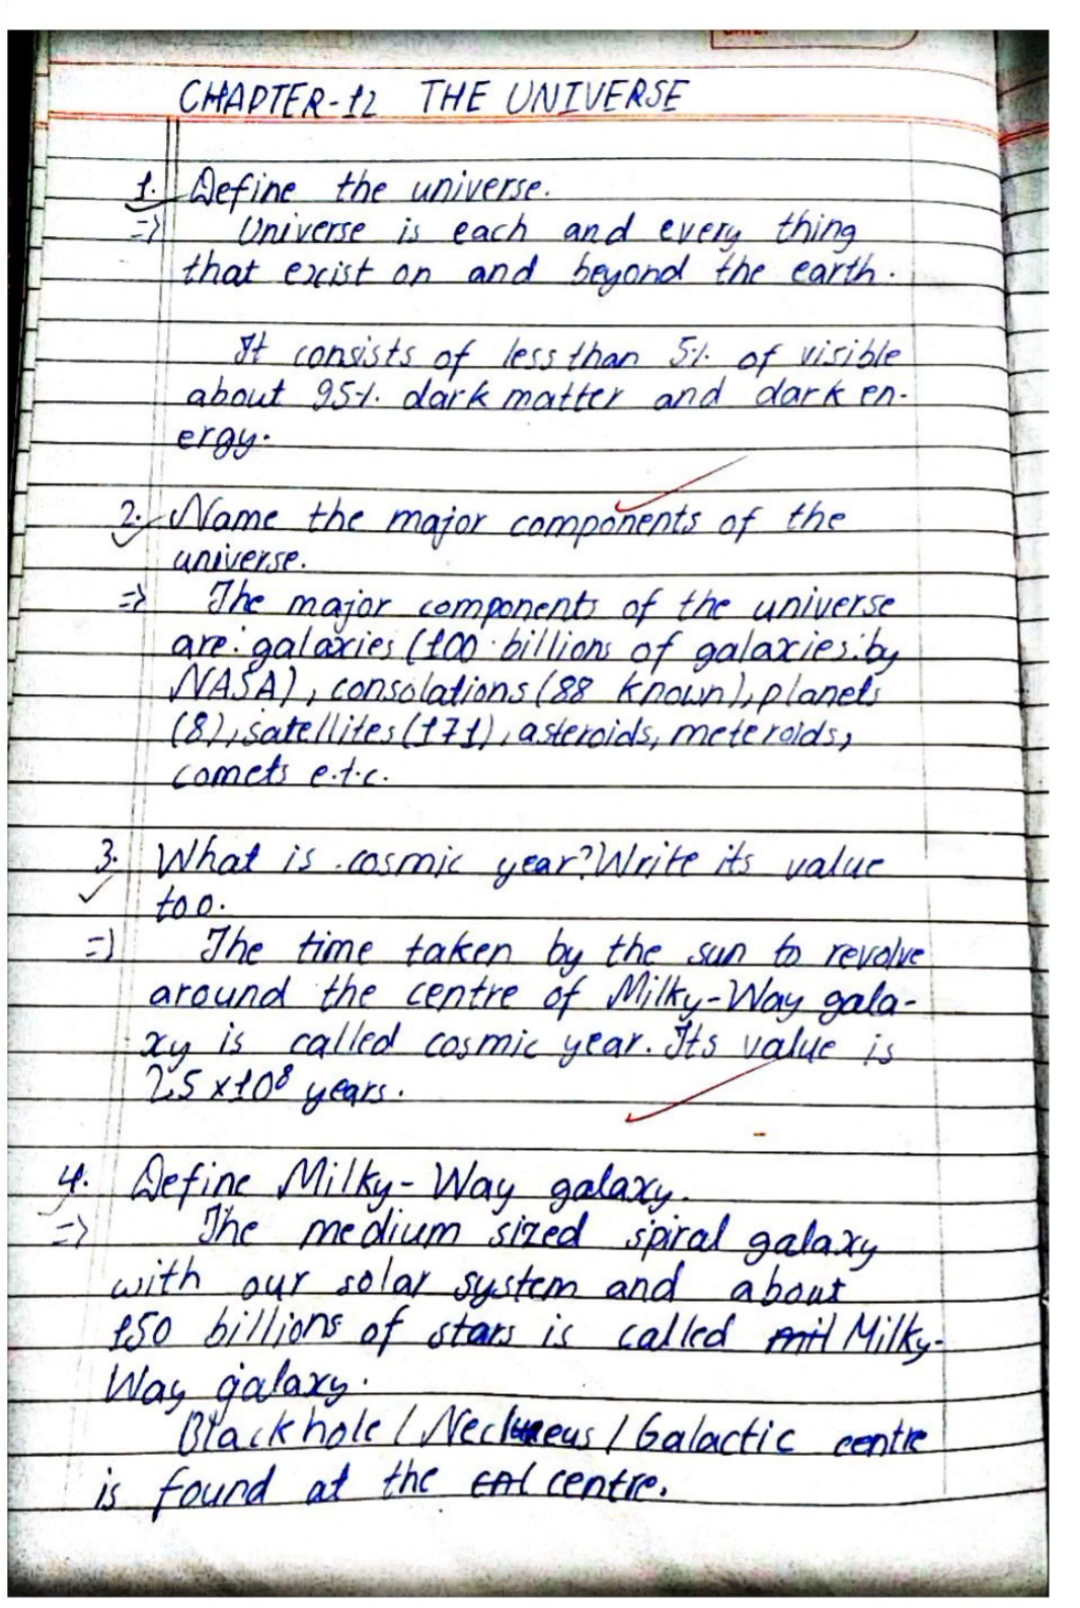 CHAPTER-12 THE UNIVERSE
1. Define the universe.
=> Universe is each and every thing
that exist on and beyond the earth.
It consists of less than 5% of visible
about 95% dark matter and dark en-
ergy.
2. Name the major components of the
universe.
=> The major components of the universe
are: galaxies (100 billions of galaxies:by
NASA), consolations (88 known), planets
(8), satellites (171), asteroids, meteroids,
comets e.t.c.
3. What is cosmic year? Write its value
too.
=> The time taken by the sun to revolve
around the centre of Milky-Way gala-
xy is called cosmic year. Its value is
2.5 x 10⁸ years.
4. Define Milky-Way galaxy.
=> The medium sized spiral galaxy
with our solar system and about
150 billions of stars is called Milky-
Way galaxy.
Black hole / / Galactic centre
is found at the centre.